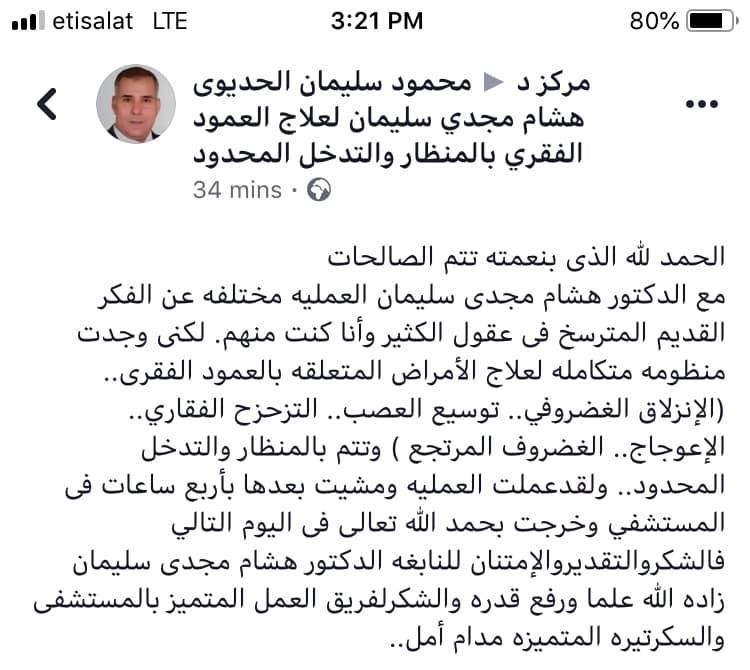 etisalat LTE 3:21 PM 80%
محمود سليمان الحديوى ▶ مركز د
هشام مجدي سليمان لعلاج العمود
الفقري بالمنظار والتدخل المحدود
34 mins ·
الحمد لله الذى بنعمته تتم الصالحات
مع الدكتور هشام مجدى سليمان العمليه مختلفه عن الفكر
القديم المترسخ فى عقول الكثير وأنا كنت منهم. لكنى وجدت
منظومه متكامله لعلاج الأمراض المتعلقه بالعمود الفقرى..
(الإنزلاق الغضروفي.. توسيع العصب.. التزحزح الفقاري..
الإعوجاج.. الغضروف المرتجع ) وتتم بالمنظار والتدخل
المحدود.. ولقدعملت العمليه ومشيت بعدها بأربع ساعات فى
المستشفي وخرجت بحمد الله تعالى فى اليوم التالي
فالشكروالتقديروالإمتنان للنابغه الدكتور هشام مجدى سليمان
زاده الله علما ورفع قدره والشكرلفريق العمل المتميز بالمستشفى
والسكرتيره المتميزه مدام أمل..